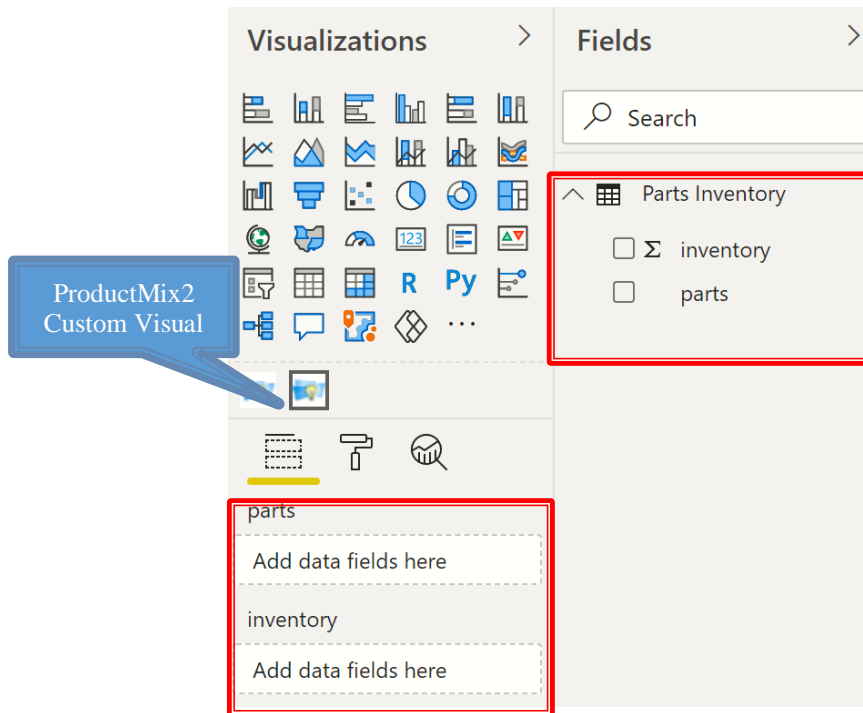 Visualizations
Fields
Search
Parts Inventory
Σ inventory
parts
123
R
Py
...
ProductMix2
Custom Visual
parts
Add data fields here
inventory
Add data fields here